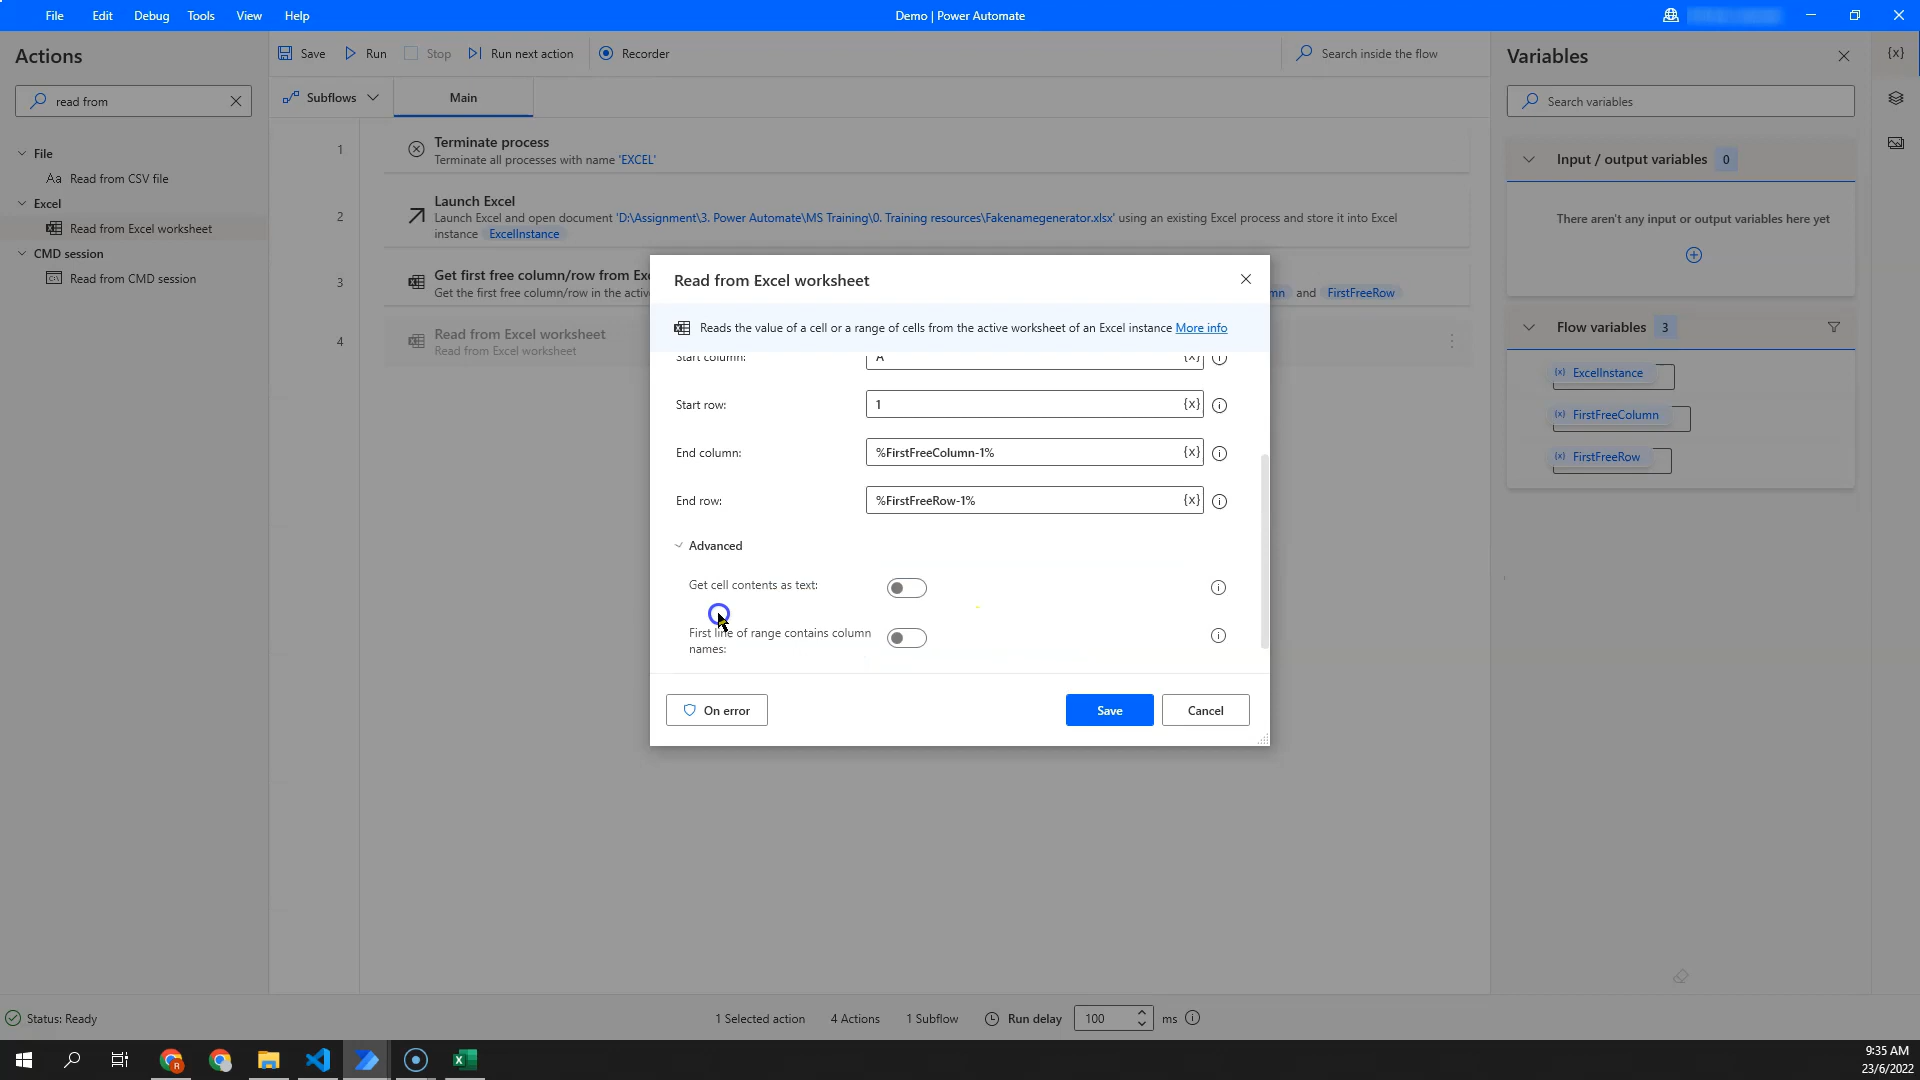 File Edit Debug Tools View Help
Demo | Power Automate
Actions
read from
File
Aa Read from CSV file
Excel
Read from Excel worksheet
CMD session
Read from CMD session
Save Run Stop Run next action Recorder
Search inside the flow
Subflows Main
1 Terminate process
Terminate all processes with name 'EXCEL'
2 Launch Excel
Launch Excel and open document 'D:\Assignment\3. Power Automate\MS Training\0. Training resources\Fakenamegenerator.xlsx' using an existing Excel process and store it into Excel
instance ExcelInstance
3 Get first free column/row from Ex
Get the first free column/row in the activ mn and FirstFreeRow
4 Read from Excel worksheet
Read from Excel worksheet
Read from Excel worksheet
Reads the value of a cell or a range of cells from the active worksheet of an Excel instance More info
Start column: A {x}
Start row: 1 {x}
End column: %FirstFreeColumn-1% {x}
End row: %FirstFreeRow-1% {x}
Advanced
Get cell contents as text:
First line of range contains column
names:
On error Save Cancel
Variables
{x}
Search variables
Input / output variables 0
There aren't any input or output variables here yet
Flow variables 3
(x) ExcelInstance
(x) FirstFreeColumn
(x) FirstFreeRow
Status: Ready
1 Selected action 4 Actions 1 Subflow Run delay 100 ms
9:35 AM
23/6/2022